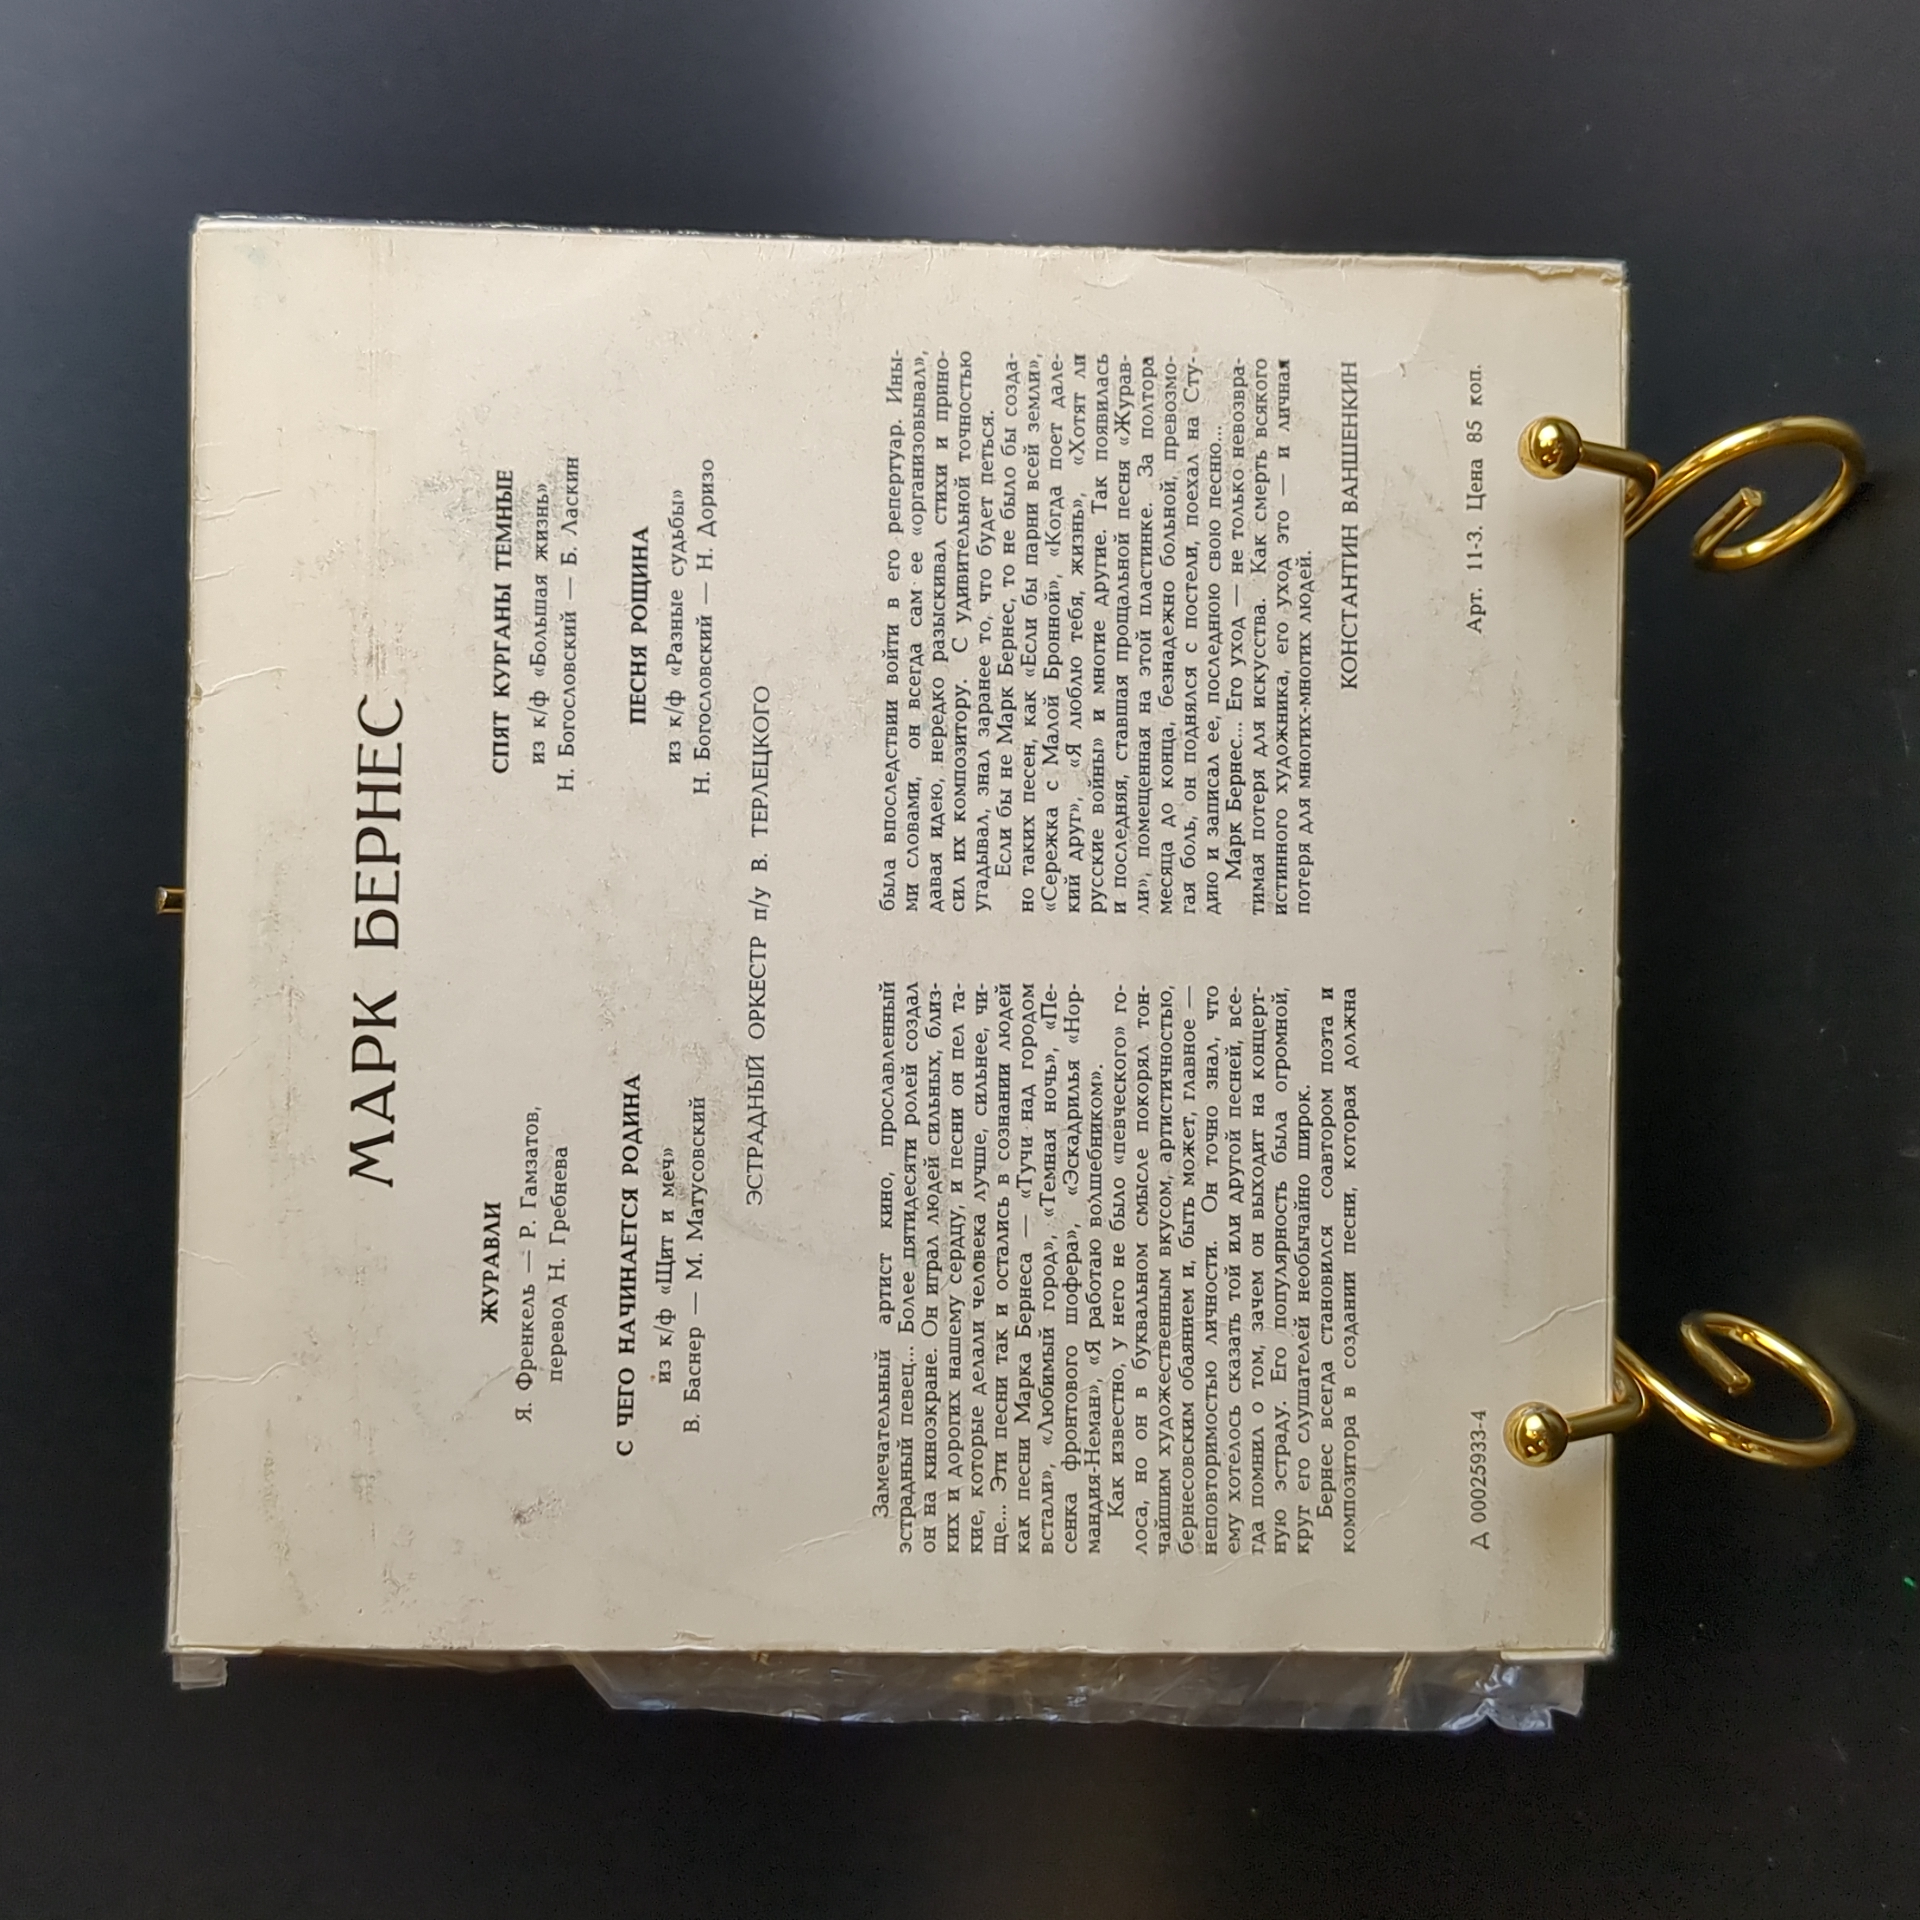 МАРК БЕРНЕС
ЖУРАВЛИ
Я. Френкель — Р. Гамзатов,
перевод Н. Гребнева
С ЧЕГО НАЧИНАЕТСЯ РОДИНА
из к/ф «Щит и меч»
В. Баснер — М. Матусовский
СПЯТ КУРГАНЫ ТЕМНЫЕ
из к/ф «Большая жизнь»
Н. Богословский — Б. Ласкин
ПЕСНЯ РОЩИНА
из к/ф «Разные судьбы»
Н. Богословский — Н. Доризо
ЭСТРАДНЫЙ ОРКЕСТР п/у В. ТЕРЛЕЦКОГО
Замечательный артист кино, прославленный
эстрадный певец... Более пятидесяти ролей создал
он на киноэкране. Он играл людей сильных, близ-
ких и дорогих нашему сердцу, и песни он пел та-
кие, которые делали человека лучше, сильнее, чи-
ще... Эти песни так и остались в сознании людей
как песни Марка Бернеса — «Тучи над городом
встали», «Любимый город», «Темная ночь», «Пе-
сенка фронтового шофера», «Эскадрилья «Нор-
мандия-Неман», «Я работаю волшебником».
Как известно, у него не было «певческого» го-
лоса, но он в буквальном смысле покорял тон-
чайшим художественным вкусом, артистичностью,
бернесовским обаянием и, быть может, главное —
неповторимостью личности. Он точно знал, что
ему хотелось сказать той или другой песней, все-
гда помнил о том, зачем он выходит на концерт-
ную эстраду. Его популярность была огромной,
круг его слушателей необычайно широк.
Бернес всегда становился соавтором поэта и
композитора в создании песни, которая должна
была впоследствии войти в его репертуар. Ины-
ми словами, он всегда сам ее «организовывал»,
давая идею, нередко разыскивал стихи и прино-
сил их композитору. С удивительной точностью
угадывал, знал заранее то, что будет петься.
Если бы не Марк Бернес, то не было бы созда-
но таких песен, как «Если бы парни всей земли»,
«Сережка с Малой Бронной», «Когда поет дале-
кий друг», «Я люблю тебя, жизнь», «Хотят ли
русские войны» и многие другие. Так появилась
и последняя, ставшая прощальной песня «Журав-
ли», помещенная на этой пластинке. За полтора
месяца до конца, безнадежно больной, превозмо-
гая боль, он поднялся с постели, поехал на Сту-
дию и записал ее, последнюю свою песню...
Марк Бернес... Его уход — не только невозвра-
тимая потеря для искусства. Как смерть всякого
истинного художника, его уход это — и личная
потеря для многих-многих людей.
КОНСТАНТИН ВАНШЕНКИН
Д 00025933-4
Арт. 11-3. Цена 85 коп.